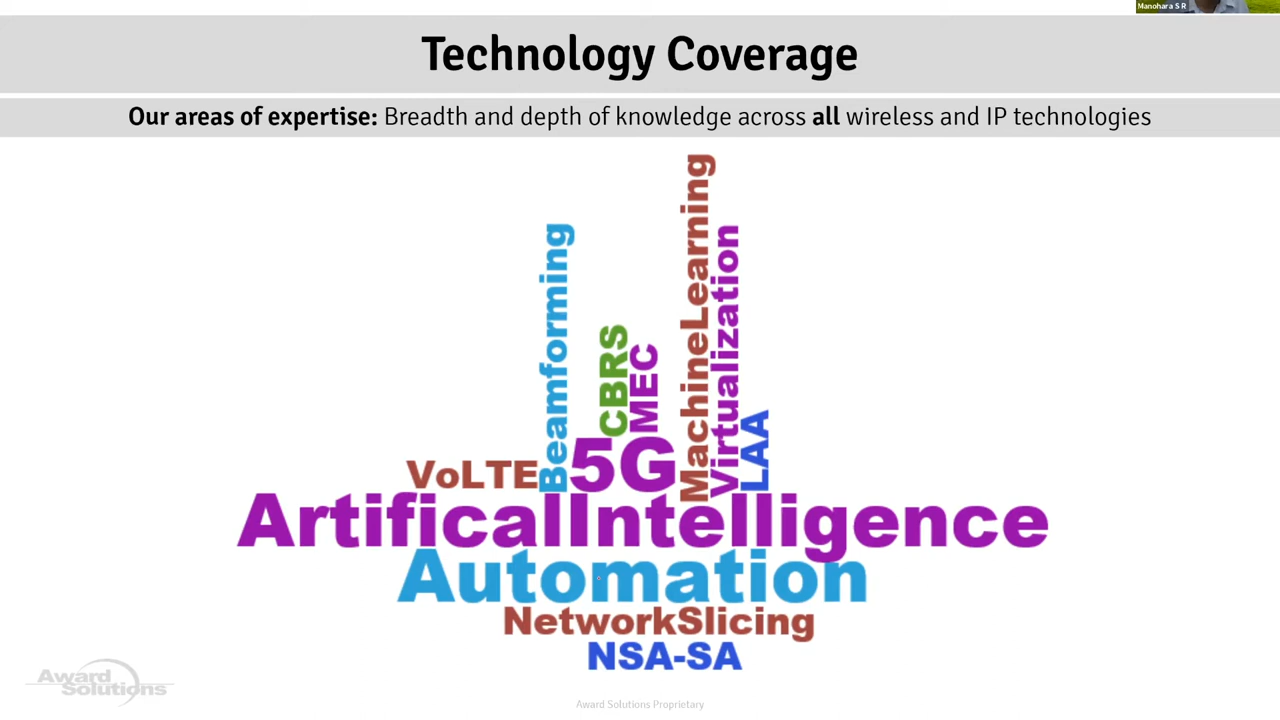 Manohara S R
Technology Coverage
Our areas of expertise: Breadth and depth of knowledge across all wireless and IP technologies
Beamforming
CBRS
MEC
MachineLearning
Virtualization
LAA
VoLTE
5G
ArtificalIntelligence
Automation
NetworkSlicing
NSA-SA
Award
Solutions
Award Solutions Proprietary